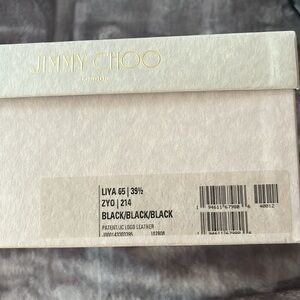 JIMMY CHOO
London
LIYA 65 | 39½
ZYO | 214
BLACK/BLACK/BLACK
PATENT/JC LOGO LEATHER